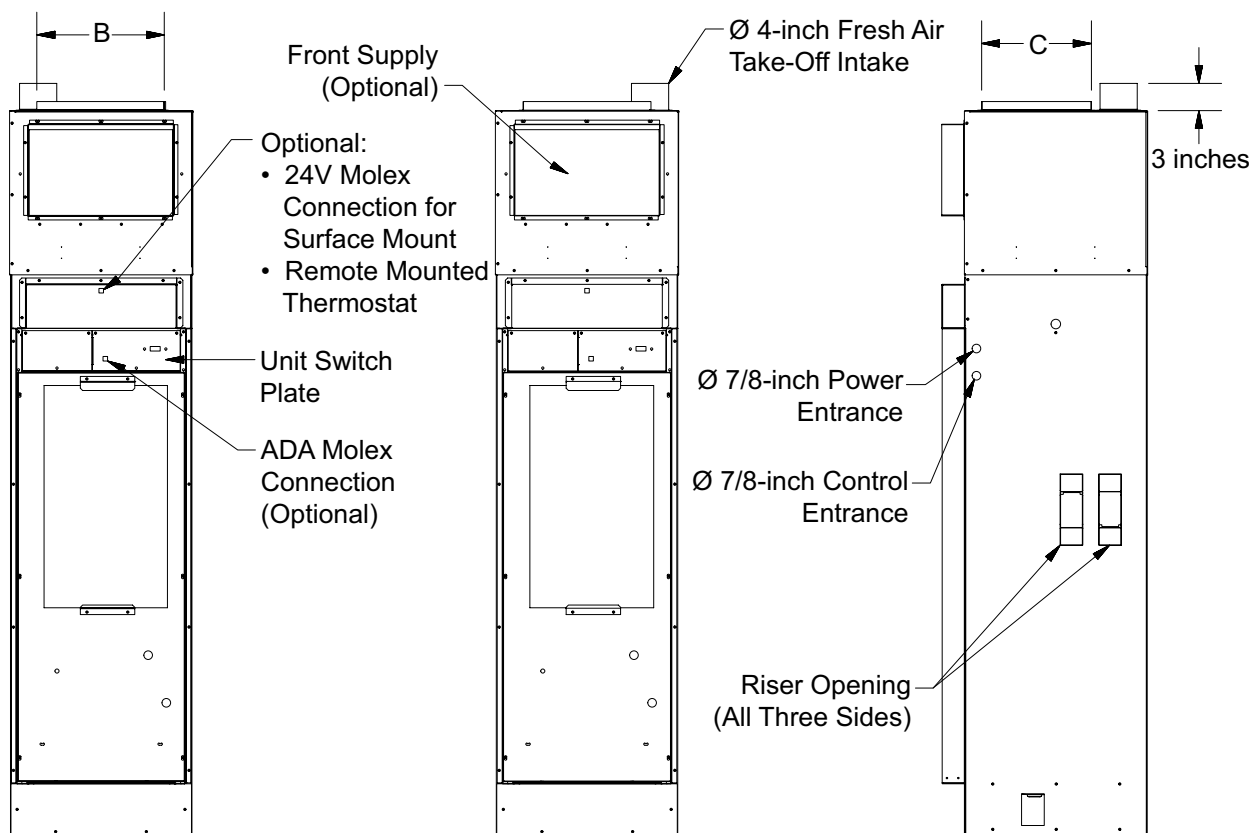 B
Front Supply
(Optional)
Ø 4-inch Fresh Air
Take-Off Intake
C
3 inches
Optional:
• 24V Molex
Connection for
Surface Mount
• Remote Mounted
Thermostat
Unit Switch
Plate
ADA Molex
Connection
(Optional)
Ø 7/8-inch Power
Entrance
Ø 7/8-inch Control
Entrance
Riser Opening
(All Three Sides)